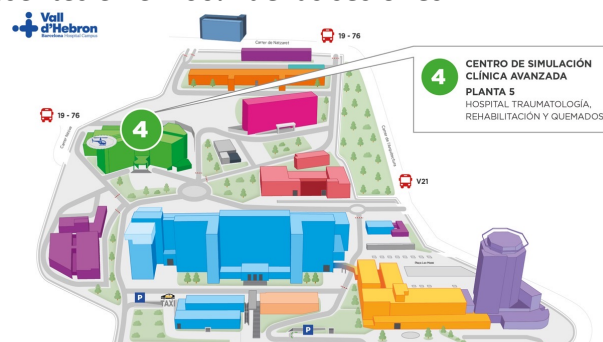 Vall
d'Hebron
Barcelona Hospital Campus
19 - 76
4
CENTRO DE SIMULACIÓN
CLÍNICA AVANZADA
PLANTA 5
HOSPITAL TRAUMATOLOGÍA,
REHABILITACIÓN Y QUEMADOS
19 - 76
4
V21
P
TAXI
P